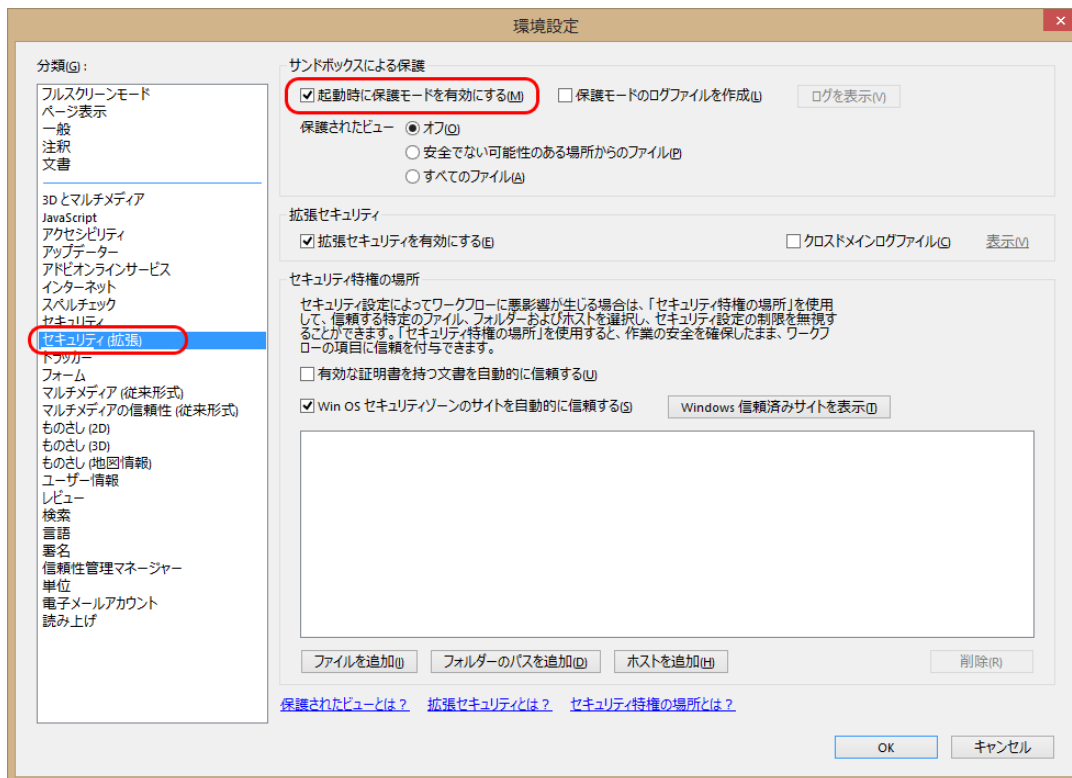 環境設定
分類(G):
フルスクリーンモード
ページ表示
一般
注釈
文書
3D とマルチメディア
JavaScript
アクセシビリティ
アップデーター
アドビオンラインサービス
インターネット
スペルチェック
セキュリティ
セキュリティ (拡張)
トラッカー
フォーム
マルチメディア (従来形式)
マルチメディアの信頼性 (従来形式)
ものさし (2D)
ものさし (3D)
ものさし (地図情報)
ユーザー情報
レビュー
検索
言語
署名
信頼性管理マネージャー
単位
電子メールアカウント
読み上げ
サンドボックスによる保護
起動時に保護モードを有効にする(M) 保護モードのログファイルを作成(L) ログを表示(V)
保護されたビュー オフ(O)
安全でない可能性のある場所からのファイル(P)
すべてのファイル(A)
拡張セキュリティ
拡張セキュリティを有効にする(E) クロスドメインログファイル(C) 表示(V)
セキュリティ特権の場所
セキュリティ設定によってワークフローに悪影響が生じる場合は、「セキュリティ特権の場所」を使用
して、信頼する特定のファイル、フォルダーおよびホストを選択し、セキュリティ設定の制限を無視す
ることができます。「セキュリティ特権の場所」を使用すると、作業の安全を確保したまま、ワークフ
ローの項目に信頼を付与できます。
有効な証明書を持つ文書を自動的に信頼する(U)
Win OS セキュリティゾーンのサイトを自動的に信頼する(S) Windows 信頼済みサイトを表示(T)
ファイルを追加(I) フォルダーのパスを追加(D) ホストを追加(H) 削除(R)
保護されたビューとは? 拡張セキュリティとは? セキュリティ特権の場所とは?
OK キャンセル